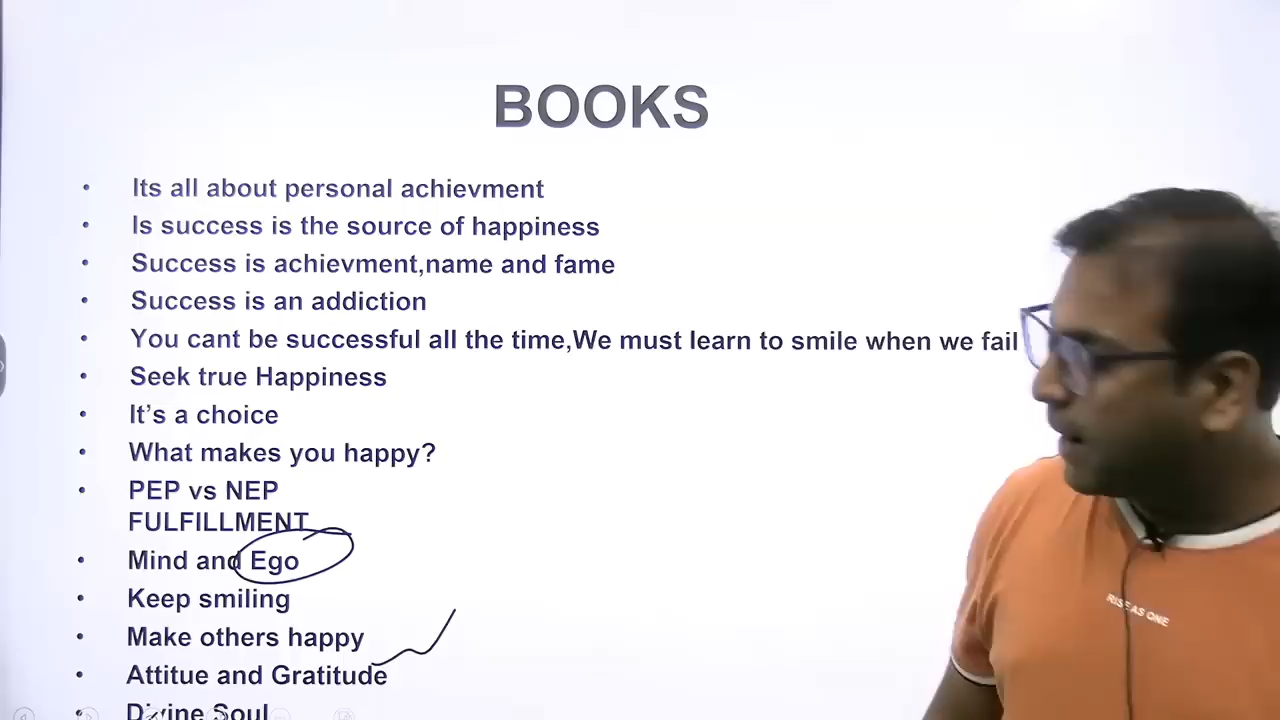 BOOKS
• Its all about personal achievment
• Is success is the source of happiness
• Success is achievment,name and fame
• Success is an addiction
• You cant be successful all the time,We must learn to smile when we fail
• Seek true Happiness
• It’s a choice
• What makes you happy?
• PEP vs NEP
FULFILLMENT
• Mind and Ego
• Keep smiling
• Make others happy
• Attitue and Gratitude
• Divine Soul
RISE AS ONE